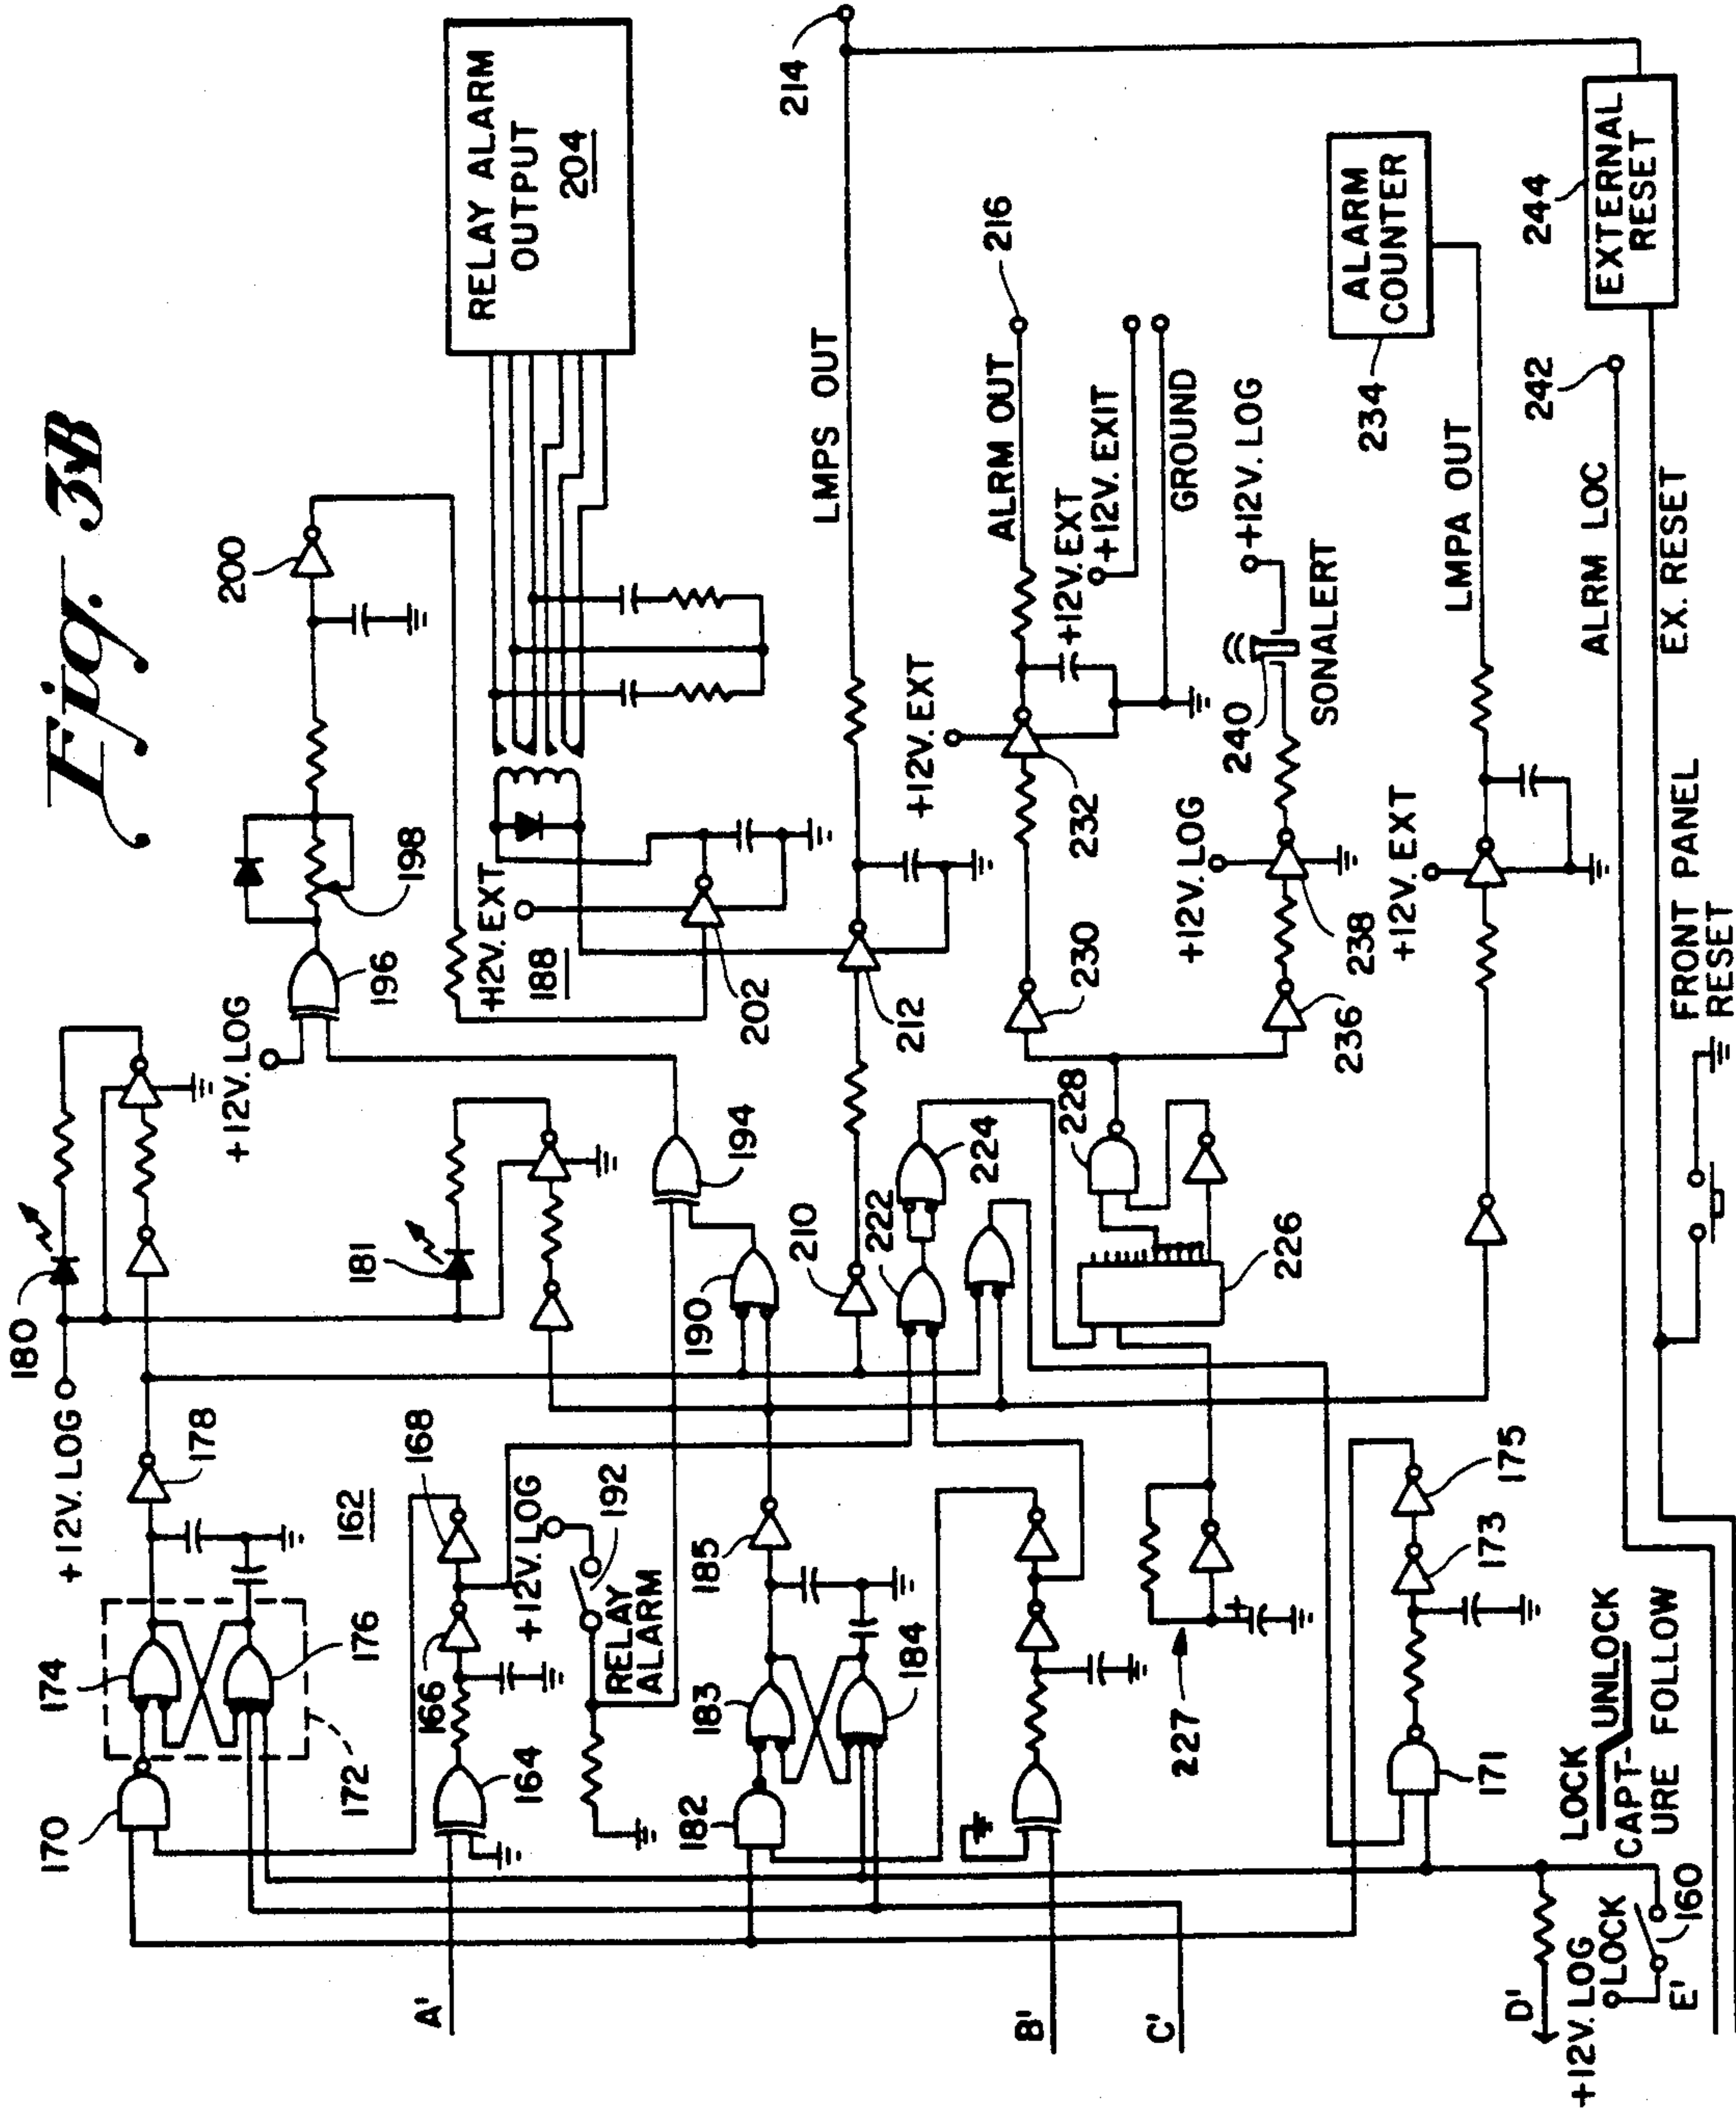 Fig. 3B
180
+12V. LOG
178
162
174
170
172
176
+12V. LOG
196
198
200
RELAY ALARM
OUTPUT
204
181
168
166
164
+12V. LOG
192
RELAY
ALARM
194
190
+12V. EXT
188
202
185
183
182
184
210
212
LMPS OUT
214
222
224
228
226
227
230
232
+12V. EXT
ALRM OUT
216
+12V. EXT
+12V. EXIT
GROUND
236
238
+12V. LOG
240
SONALERT
+12V. LOG
171
173
175
+12V. EXT
LMPA OUT
ALARM
COUNTER
234
A'
B'
C'
D'
+12V. LOG
LOCK
E'
160
LOCK
UNLOCK
CAPT-
URE FOLLOW
FRONT PANEL
RESET
ALRM LOC
242
EX. RESET
244
EXTERNAL
RESET